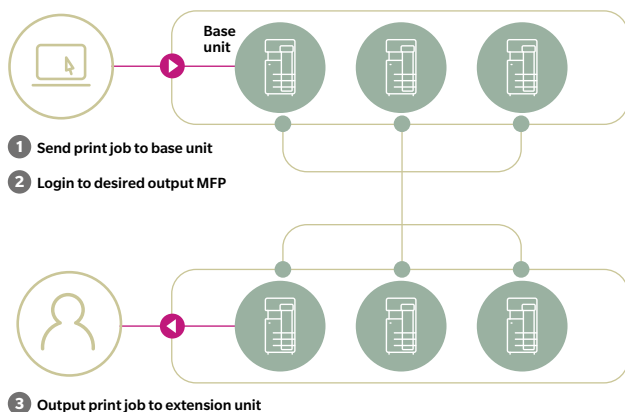 Base
unit
1 Send print job to base unit
2 Login to desired output MFP
3 Output print job to extension unit